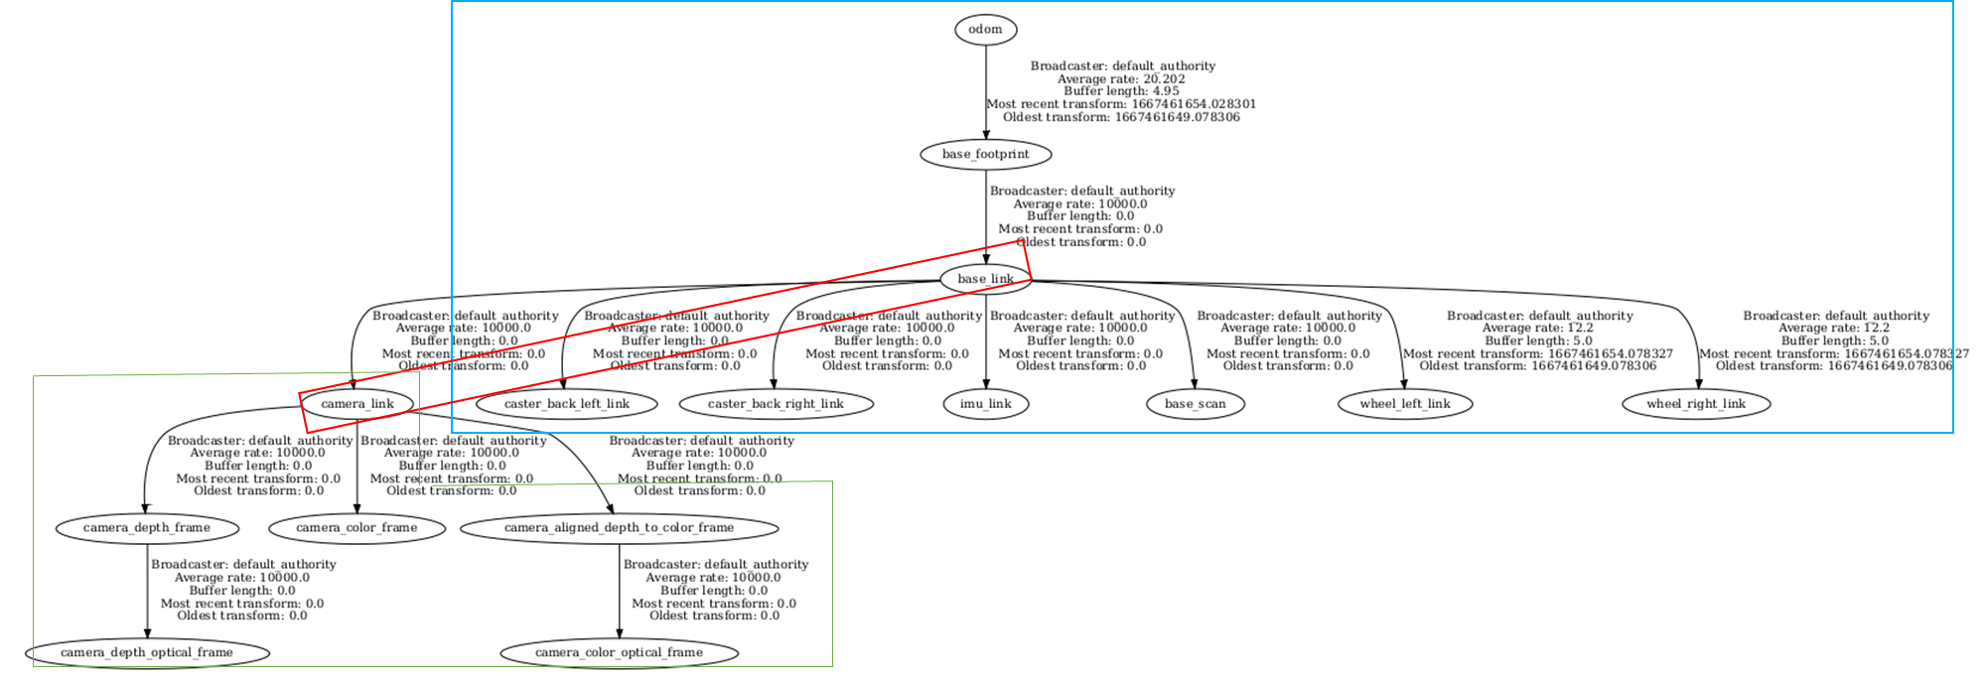 odom
Broadcaster: default_authority
Average rate: 20.202
Buffer length: 4.95
Most recent transform: 1667461654.028301
Oldest transform: 1667461649.078306
base_footprint
Broadcaster: default_authority
Average rate: 10000.0
Buffer length: 0.0
Most recent transform: 0.0
Oldest transform: 0.0
base_link
Broadcaster: default_authority
Average rate: 10000.0
Buffer length: 0.0
Most recent transform: 0.0
Oldest transform: 0.0
Broadcaster: default_authority
Average rate: 10000.0
Buffer length: 0.0
Most recent transform: 0.0
Oldest transform: 0.0
Broadcaster: default_authority
Average rate: 10000.0
Buffer length: 0.0
Most recent transform: 0.0
Oldest transform: 0.0
Broadcaster: default_authority
Average rate: 10000.0
Buffer length: 0.0
Most recent transform: 0.0
Oldest transform: 0.0
Broadcaster: default_authority
Average rate: 10000.0
Buffer length: 0.0
Most recent transform: 0.0
Oldest transform: 0.0
Broadcaster: default_authority
Average rate: 12.2
Buffer length: 5.0
Most recent transform: 1667461654.078327
Oldest transform: 1667461649.078306
Broadcaster: default_authority
Average rate: 12.2
Buffer length: 5.0
Most recent transform: 1667461654.078327
Oldest transform: 1667461649.078306
camera_link
caster_back_left_link
caster_back_right_link
imu_link
base_scan
wheel_left_link
wheel_right_link
Broadcaster: default_authority
Average rate: 10000.0
Buffer length: 0.0
Most recent transform: 0.0
Oldest transform: 0.0
Broadcaster: default_authority
Average rate: 10000.0
Buffer length: 0.0
Most recent transform: 0.0
Oldest transform: 0.0
Broadcaster: default_authority
Average rate: 10000.0
Buffer length: 0.0
Most recent transform: 0.0
Oldest transform: 0.0
camera_depth_frame
camera_color_frame
camera_aligned_depth_to_color_frame
Broadcaster: default_authority
Average rate: 10000.0
Buffer length: 0.0
Most recent transform: 0.0
Oldest transform: 0.0
Broadcaster: default_authority
Average rate: 10000.0
Buffer length: 0.0
Most recent transform: 0.0
Oldest transform: 0.0
camera_depth_optical_frame
camera_color_optical_frame